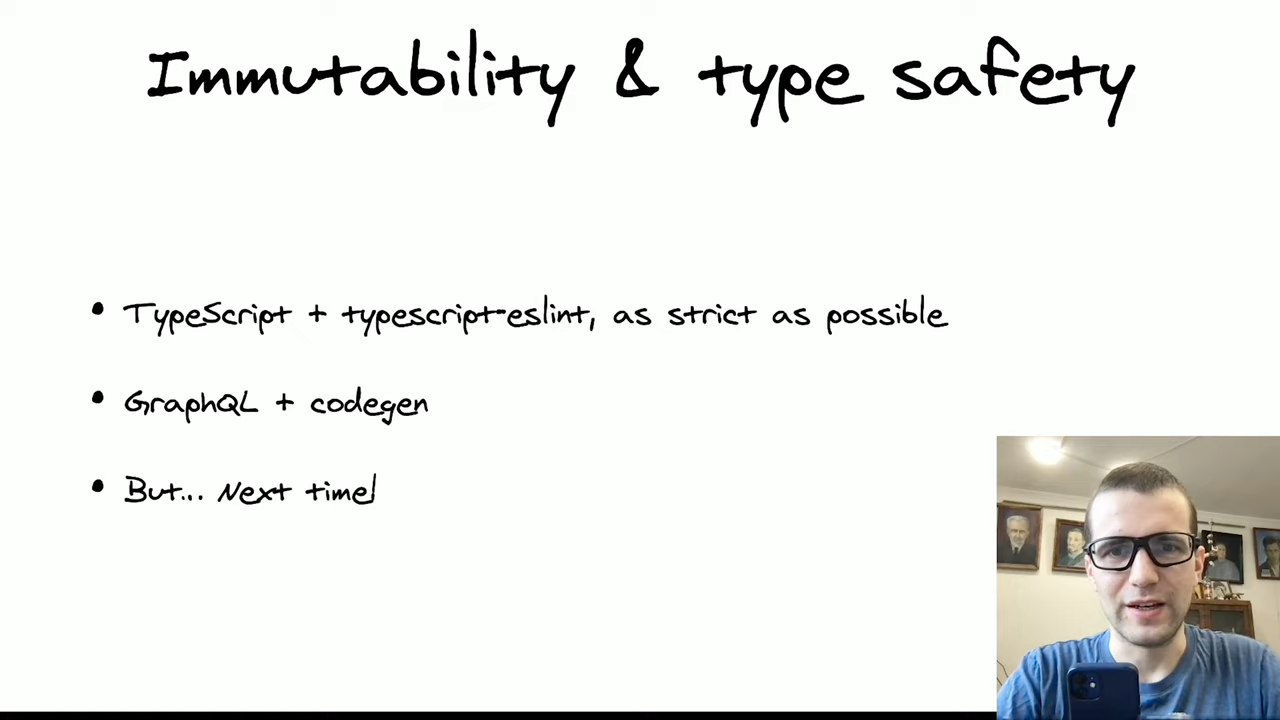 Immutability & type safety
• TypeScript + typescript-eslint, as strict as possible
• GraphQL + codegen
• But... Next time!